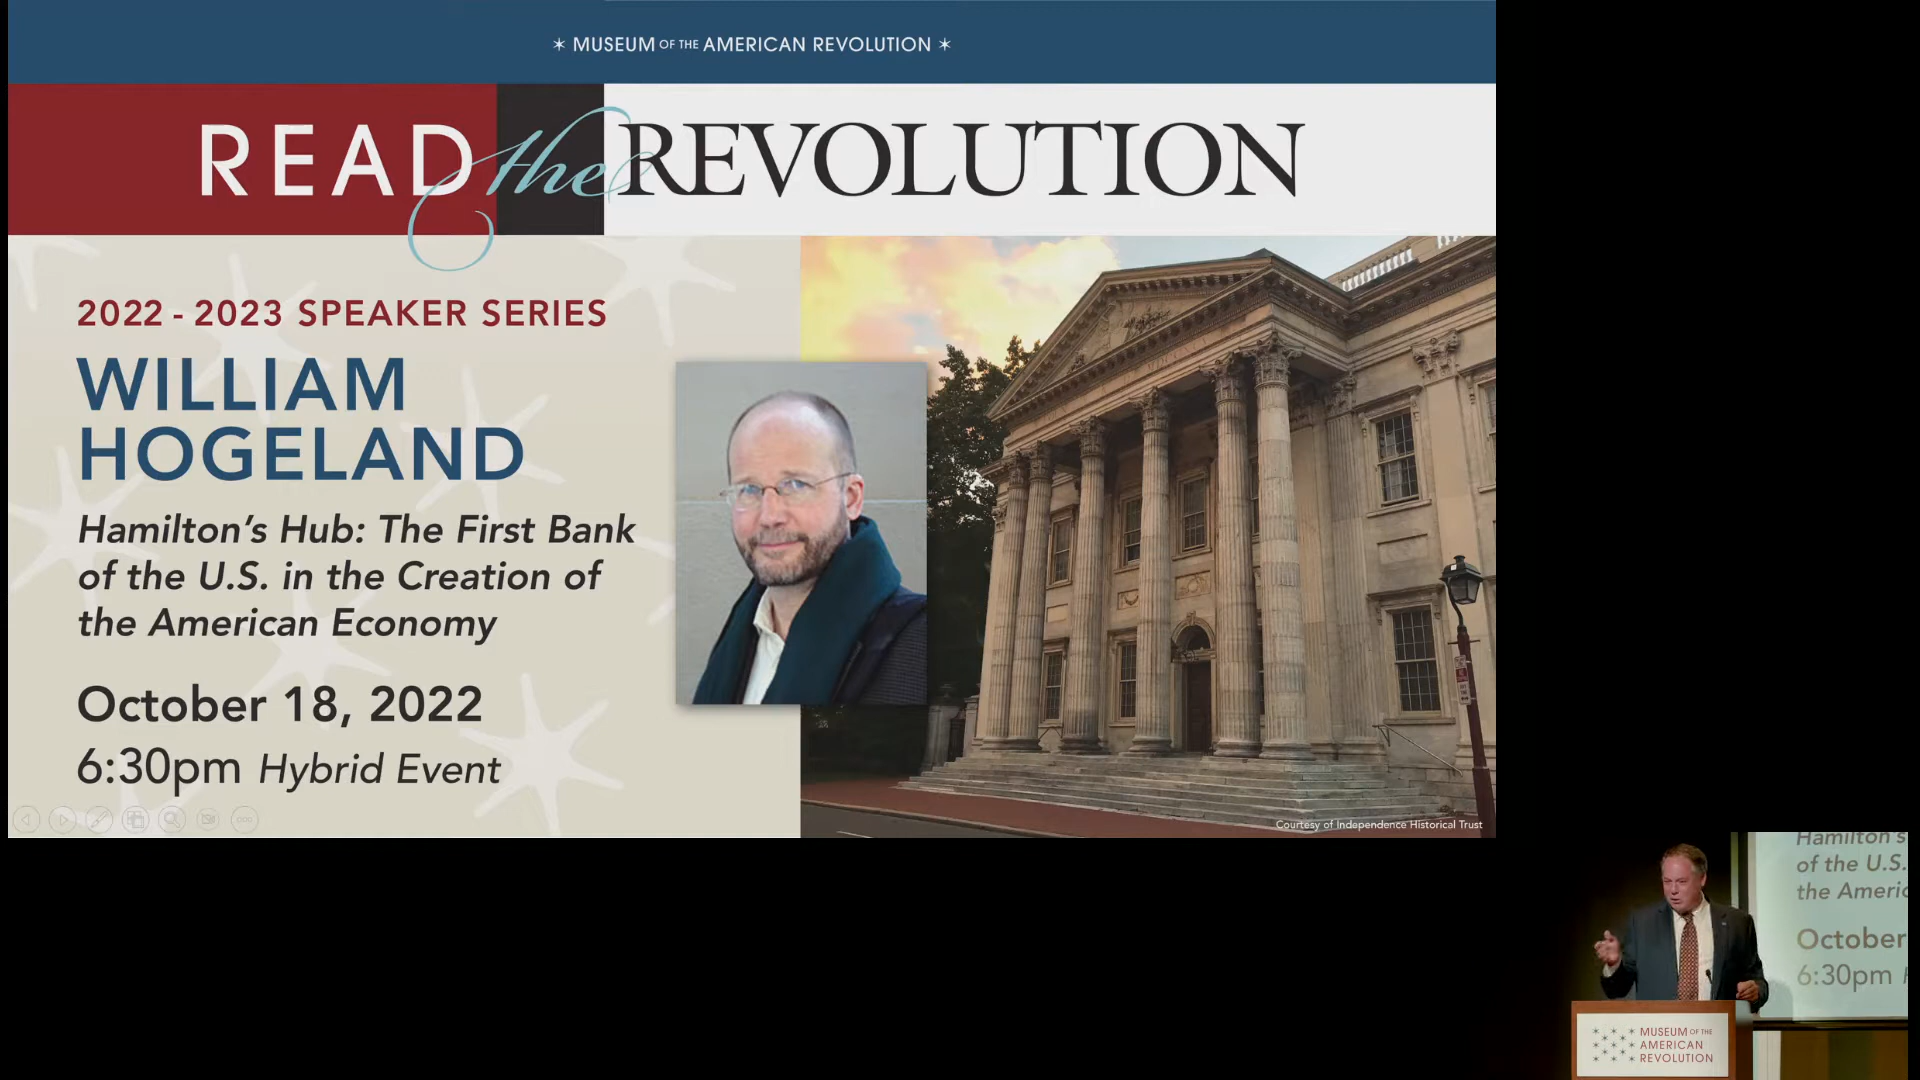 ✶ MUSEUM OF THE AMERICAN REVOLUTION ✶
READ the REVOLUTION
2022 - 2023 SPEAKER SERIES
WILLIAM
HOGELAND
Hamilton's Hub: The First Bank
of the U.S. in the Creation of
the American Economy
October 18, 2022
6:30pm Hybrid Event
Courtesy of Independence Historical Trust
Hamilton's
of the U.S.
the Americ
October
6:30pm
MUSEUM OF THE
AMERICAN
REVOLUTION